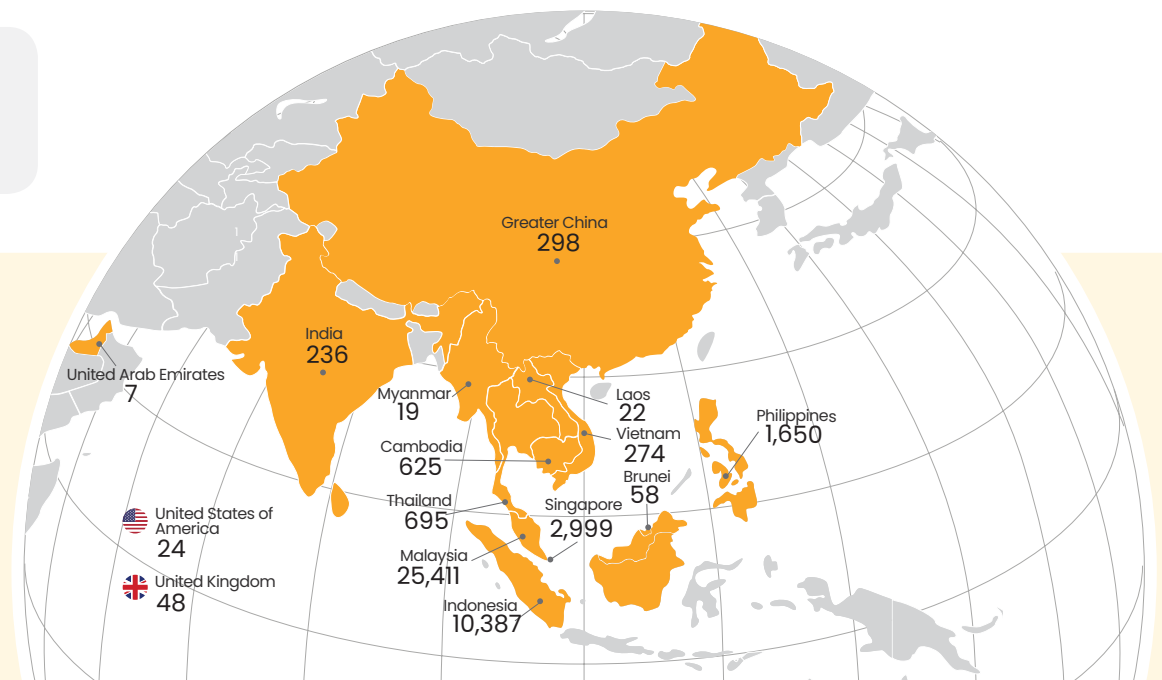 Greater China
298
India
236
United Arab Emirates
7
Myanmar
19
Laos
22
Philippines
1,650
Vietnam
274
Cambodia
625
Brunei
58
Thailand
695
Singapore
2,999
United States of
America
24
Malaysia
25,411
United Kingdom
48
Indonesia
10,387